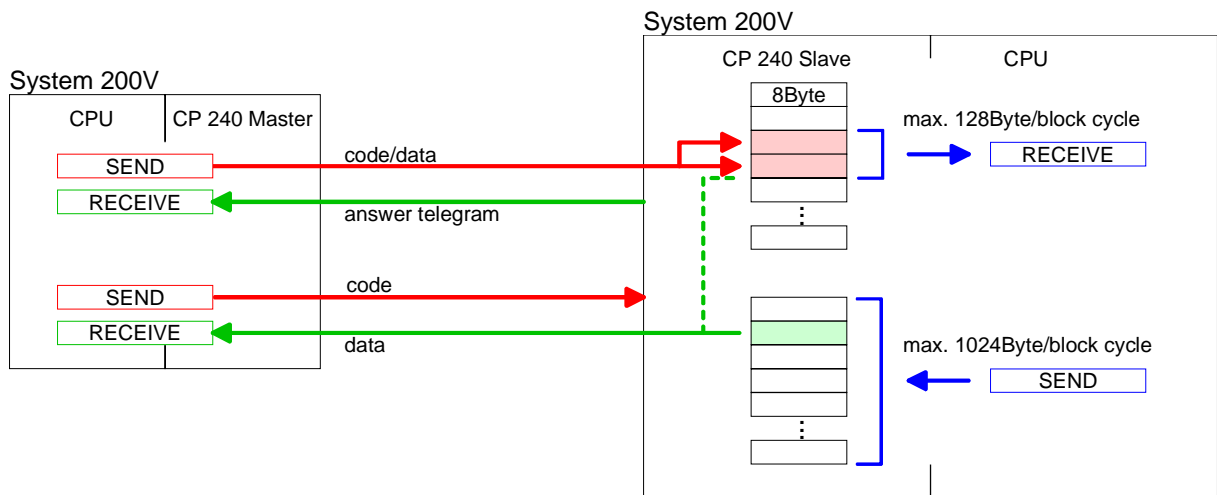 System 200V
CP 240 Slave
CPU
8Byte
max. 128Byte/block cycle
RECEIVE
System 200V
CPU
CP 240 Master
SEND
code/data
RECEIVE
answer telegram
SEND
code
RECEIVE
data
max. 1024Byte/block cycle
SEND